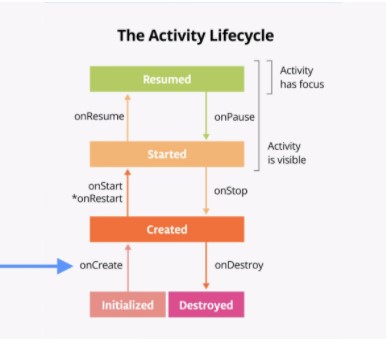 The Activity Lifecycle
Resumed
Activity
has focus
onResume
onPause
Started
Activity
is visible
onStart
*onRestart
onStop
Created
onCreate
onDestroy
Initialized
Destroyed